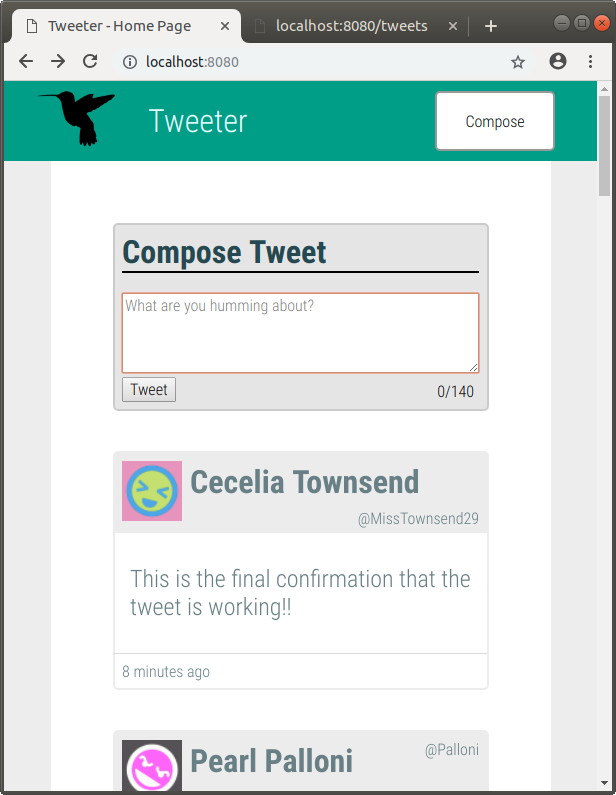 Tweeter - Home Page
localhost:8080/tweets
localhost:8080
Tweeter
Compose
Compose Tweet
What are you humming about?
Tweet
0/140
Cecelia Townsend
@MissTownsend29
This is the final confirmation that the
tweet is working!!
8 minutes ago
Pearl Palloni
@Palloni